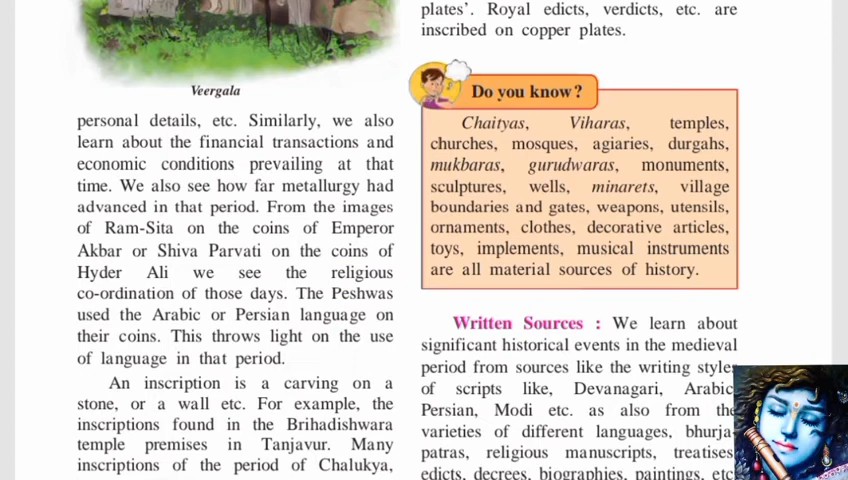 Veergala
personal details, etc. Similarly, we also
learn about the financial transactions and
economic conditions prevailing at that
time. We also see how far metallurgy had
advanced in that period. From the images
of Ram-Sita on the coins of Emperor
Akbar or Shiva Parvati on the coins of
Hyder Ali we see the religious
co-ordination of those days. The Peshwas
used the Arabic or Persian language on
their coins. This throws light on the use
of language in that period.
An inscription is a carving on a
stone, or a wall etc. For example, the
inscriptions found in the Brihadishwara
temple premises in Tanjavur. Many
inscriptions of the period of Chalukya,
plates’. Royal edicts, verdicts, etc. are
inscribed on copper plates.
Do you know?
Chaityas, Viharas, temples,
churches, mosques, agiaries, durgahs,
mukbaras, gurudwaras, monuments,
sculptures, wells, minarets, village
boundaries and gates, weapons, utensils,
ornaments, clothes, decorative articles,
toys, implements, musical instruments
are all material sources of history.
Written Sources : We learn about
significant historical events in the medieval
period from sources like the writing styles
of scripts like, Devanagari, Arabic
Persian, Modi etc. as also from the
varieties of different languages, bhurja-
patras, religious manuscripts, treatises
edicts, decrees, biographies, paintings, etc